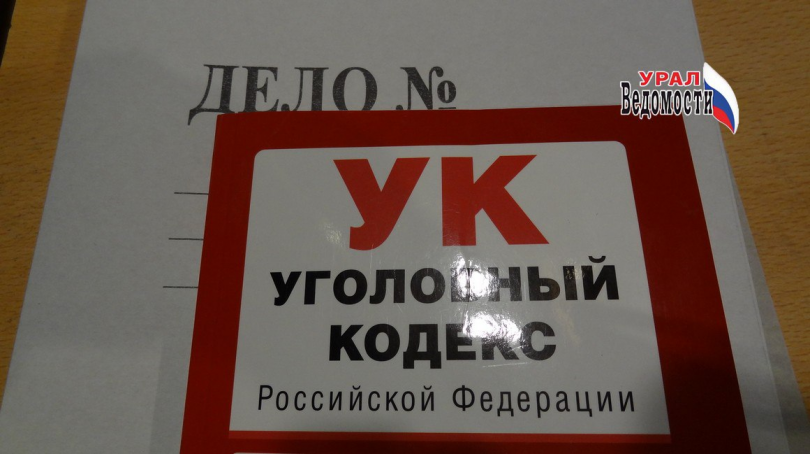 УРАЛ
Ведомости
ДЕЛО №
УК
УГОЛОВНЫЙ
КОДЕКС
Российской Федерации